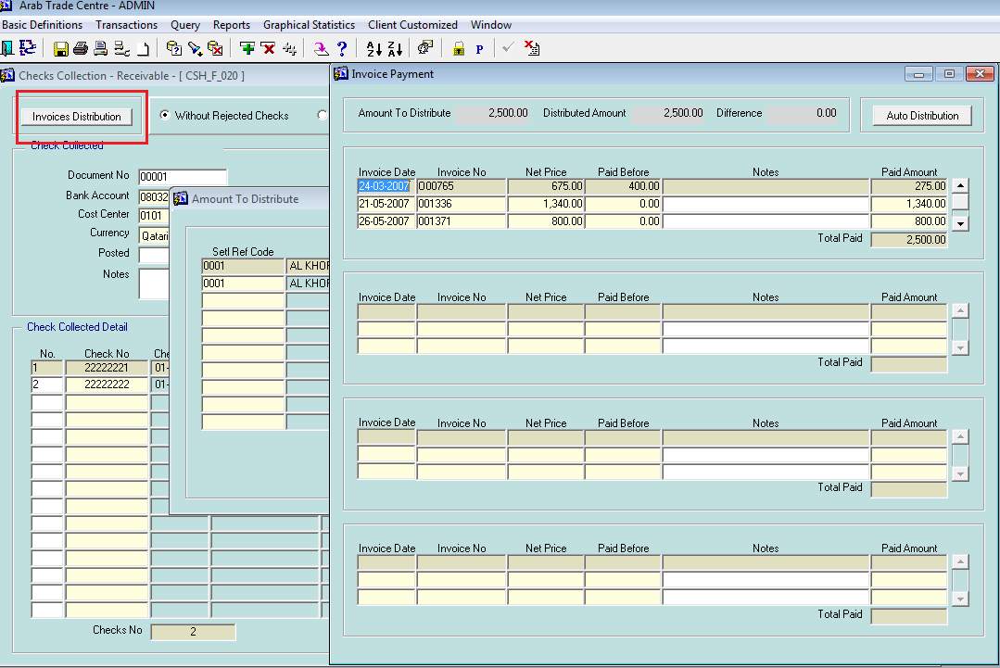 Arab Trade Centre - ADMIN
Basic Definitions Transactions Query Reports Graphical Statistics Client Customized Window
Checks Collection - Receivable - [ CSH_F_020 ]
Invoices Distribution
Without Rejected Checks
Check Collected
Document No 00001
Bank Account 08032
Cost Center 0101
Currency Qatari
Posted
Notes
Check Collected Detail
No. Check No
1 22222221 01-
2 22222222 01-
Checks No 2
Amount To Distribute
Setl Ref Code
0001 AL KHOR
0001 AL KHOR
Invoice Payment
Amount To Distribute 2,500.00 Distributed Amount 2,500.00 Difference 0.00
Auto Distribution
Invoice Date Invoice No Net Price Paid Before Notes Paid Amount
24-03-2007 O00765 675.00 400.00 275.00
21-05-2007 001336 1,340.00 0.00 1,340.00
26-05-2007 001371 800.00 0.00 800.00
Total Paid 2,500.00
Invoice Date Invoice No Net Price Paid Before Notes Paid Amount
Total Paid
Invoice Date Invoice No Net Price Paid Before Notes Paid Amount
Total Paid
Invoice Date Invoice No Net Price Paid Before Notes Paid Amount
Total Paid